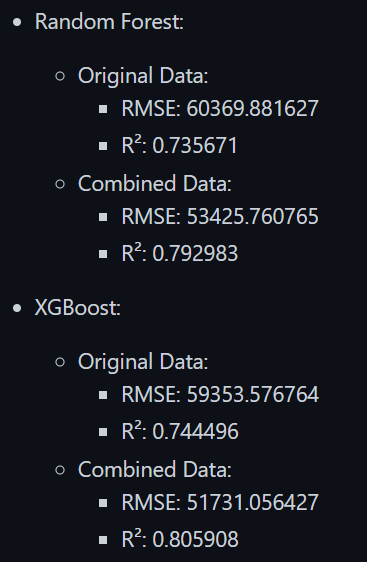 Random Forest:
Original Data:
RMSE: 60369.881627
R²: 0.735671
Combined Data:
RMSE: 53425.760765
R²: 0.792983
XGBoost:
Original Data:
RMSE: 59353.576764
R²: 0.744496
Combined Data:
RMSE: 51731.056427
R²: 0.805908